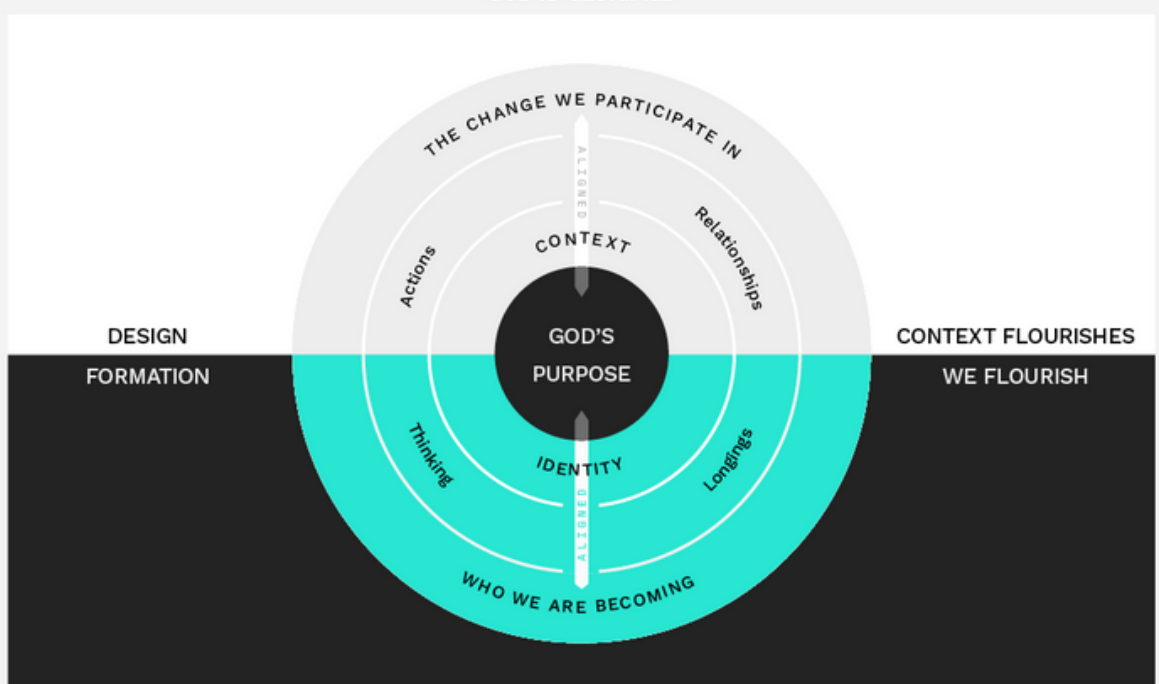 THE CHANGE WE PARTICIPATE IN
ALIGNED
Actions
Relationships
CONTEXT
DESIGN
CONTEXT FLOURISHES
GOD'S
PURPOSE
FORMATION
WE FLOURISH
Thinking
Longings
IDENTITY
ALIGNED
WHO WE ARE BECOMING